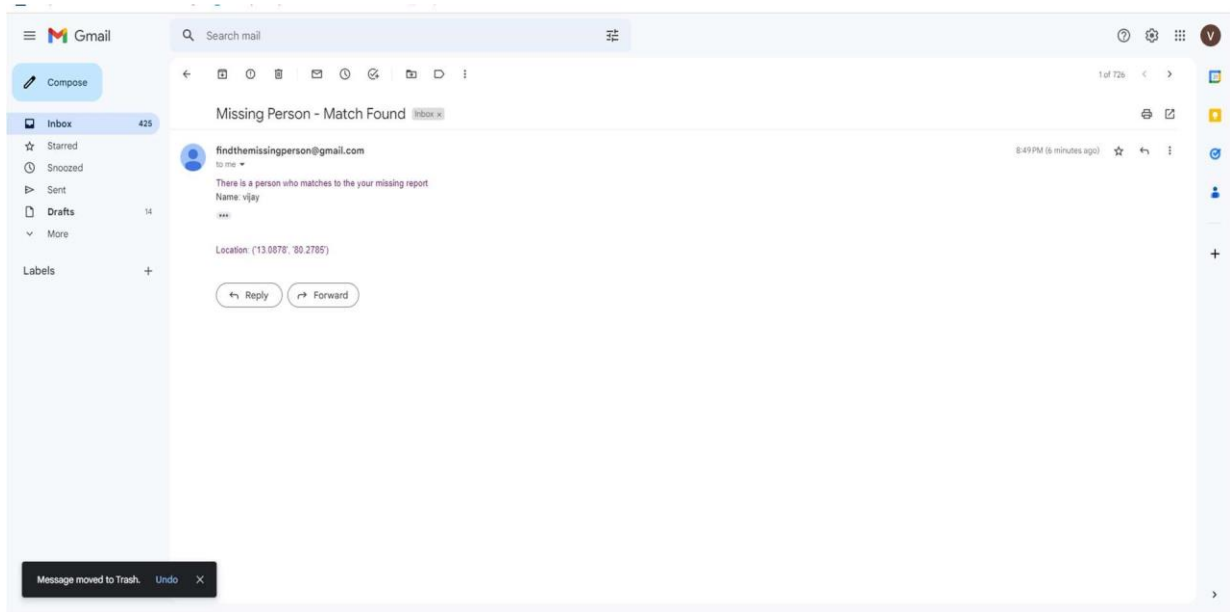 Gmail
Search mail
V
Compose
1 of 726
Missing Person - Match Found Inbox x
Inbox 425
Starred
findthemissingperson@gmail.com 8:49 PM (6 minutes ago)
to me
Snoozed
There is a person who matches to the your missing report
Sent
Name: vijay
Drafts 14
•••
More
Location: ('13.0878', '80.2785')
Labels +
Reply Forward
Message moved to Trash. Undo X